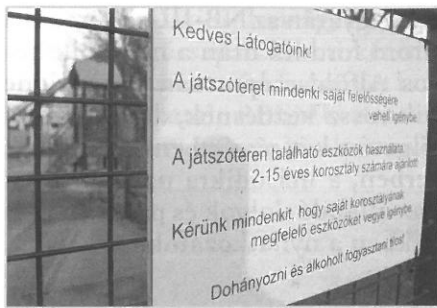 Kedves Látogatóink!
A játszóteret mindenki saját felelősségére
veheti igénybe.
A játszótéren található eszközök használata
2-15 éves korosztály számára ajánlott
Kérünk mindenkit, hogy saját korosztályának
megfelelő eszközöket vegye igénybe.
Dohányozni és alkoholt fogyasztani tilos!